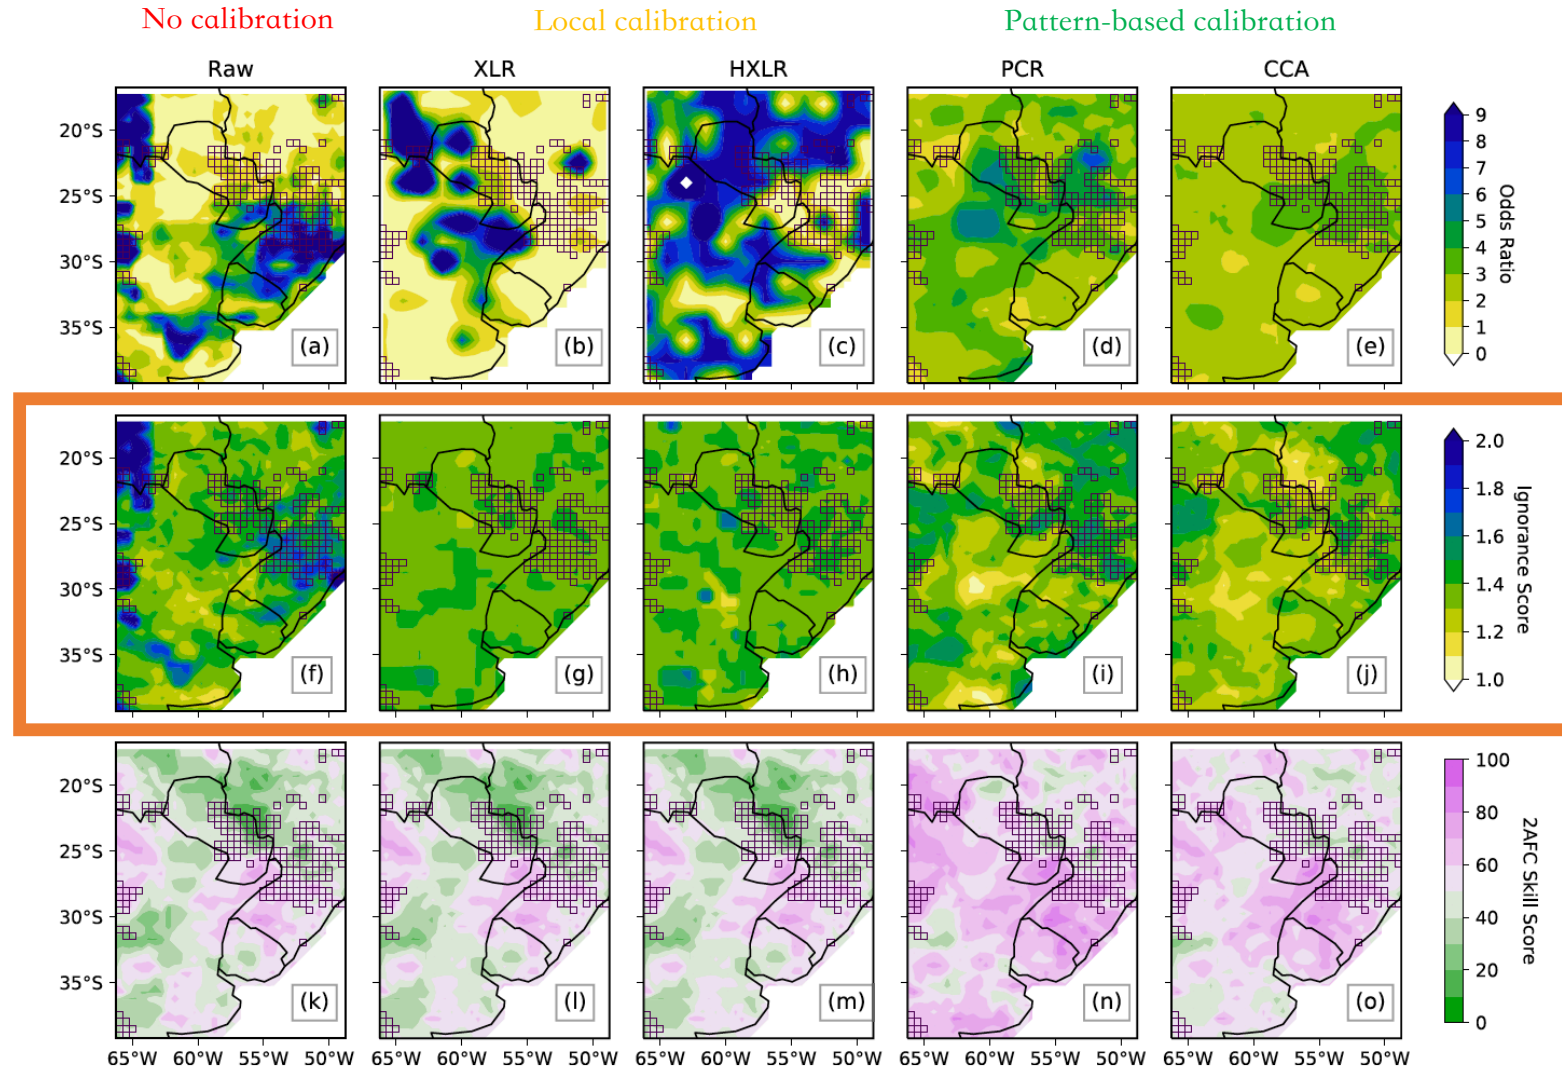 No calibration Local calibration Pattern-based calibration
Raw XLR HXLR PCR CCA
20°S
25°S
30°S
35°S
(a) (b) (c) (d) (e)
9
8
7
6
5
4
3
2
1
0
Odds Ratio
20°S
25°S
30°S
35°S
(f) (g) (h) (i) (j)
2.0
1.8
1.6
1.4
1.2
1.0
Ignorance Score
20°S
25°S
30°S
35°S
(k) (l) (m) (n) (o)
100
80
60
40
20
0
2AFC Skill Score
65°W 60°W 55°W 50°W 65°W 60°W 55°W 50°W 65°W 60°W 55°W 50°W 65°W 60°W 55°W 50°W 65°W 60°W 55°W 50°W